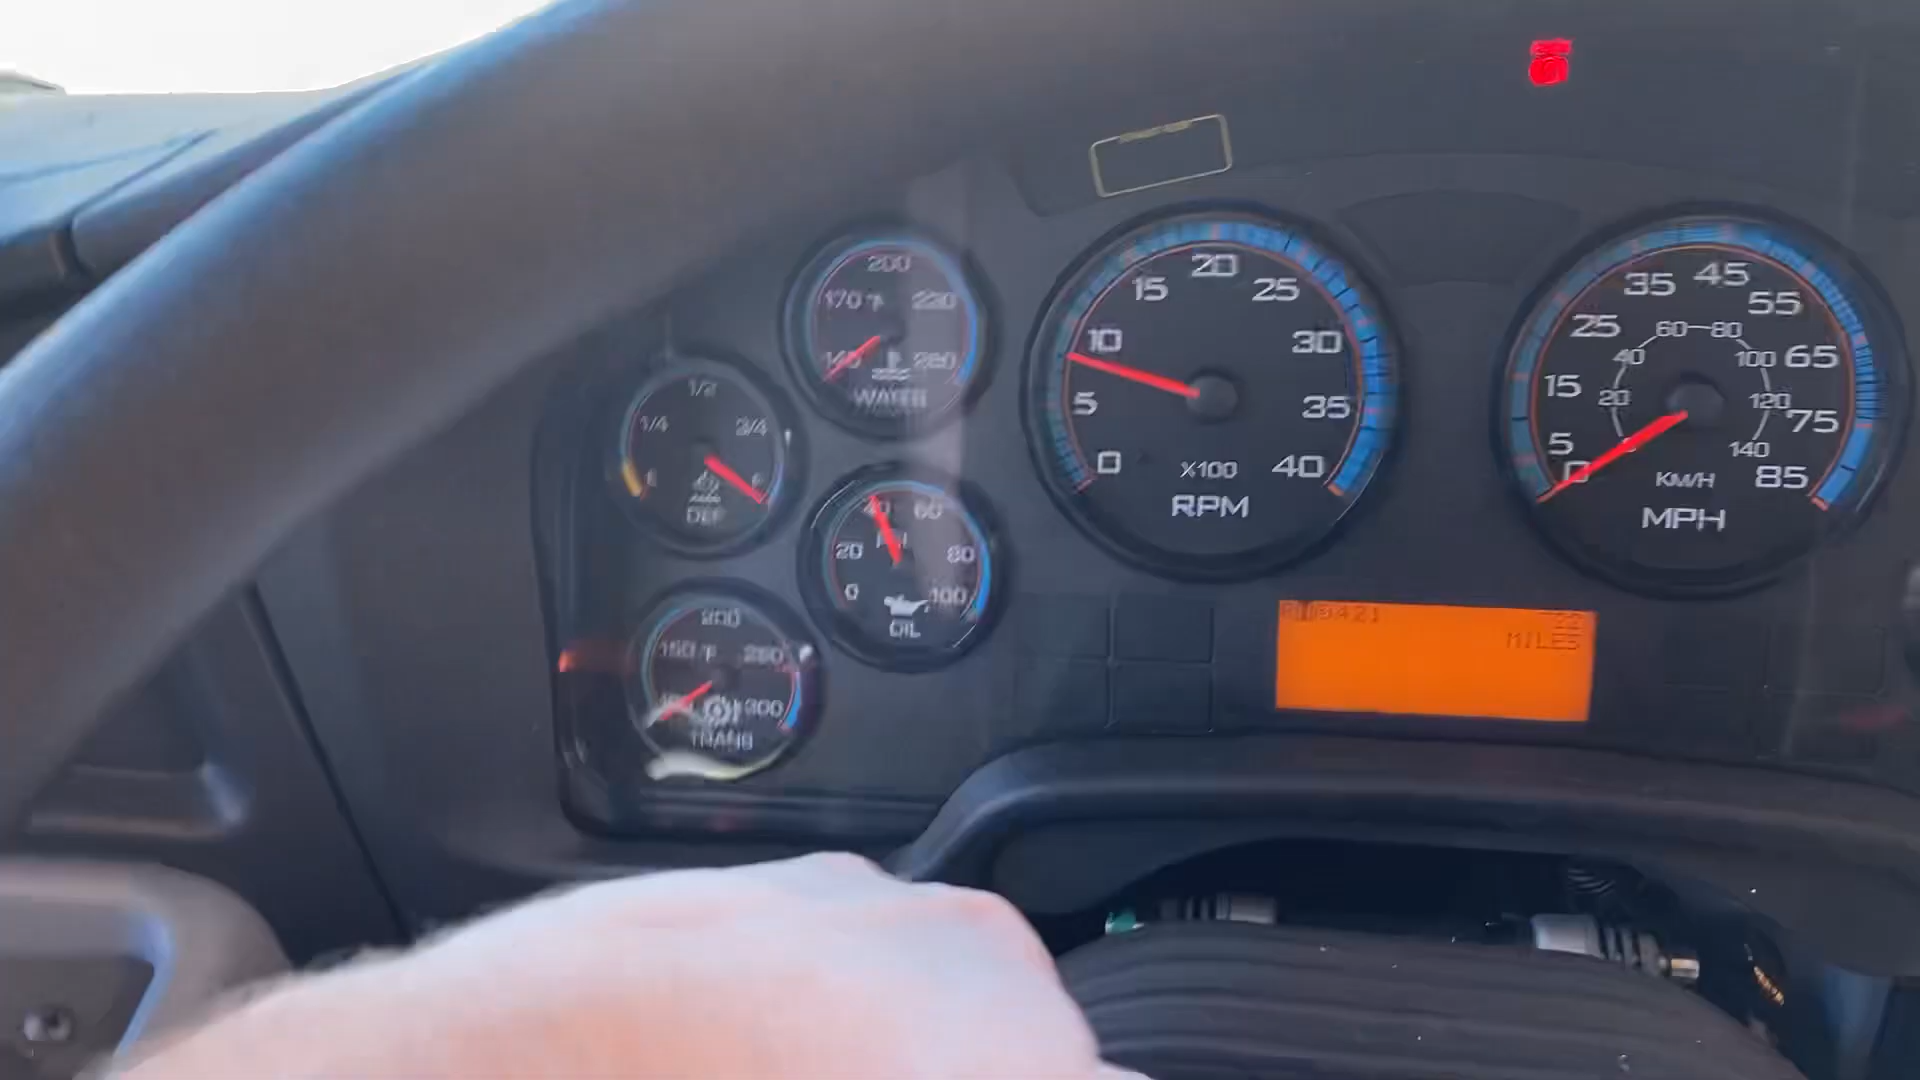 200
170 °F 230
140 260
WATER
1/2
1/4 3/4
E F
DEF
40 60
PSI
20 80
0 100
OIL
200
150 °F 250
300
TRANS
20
15 25
10 30
5 35
0 40
X100
RPM
45
35 55
25 65
15 75
5 85
0
60 80
40 100
20 120
140
KM/H
MPH
MILES